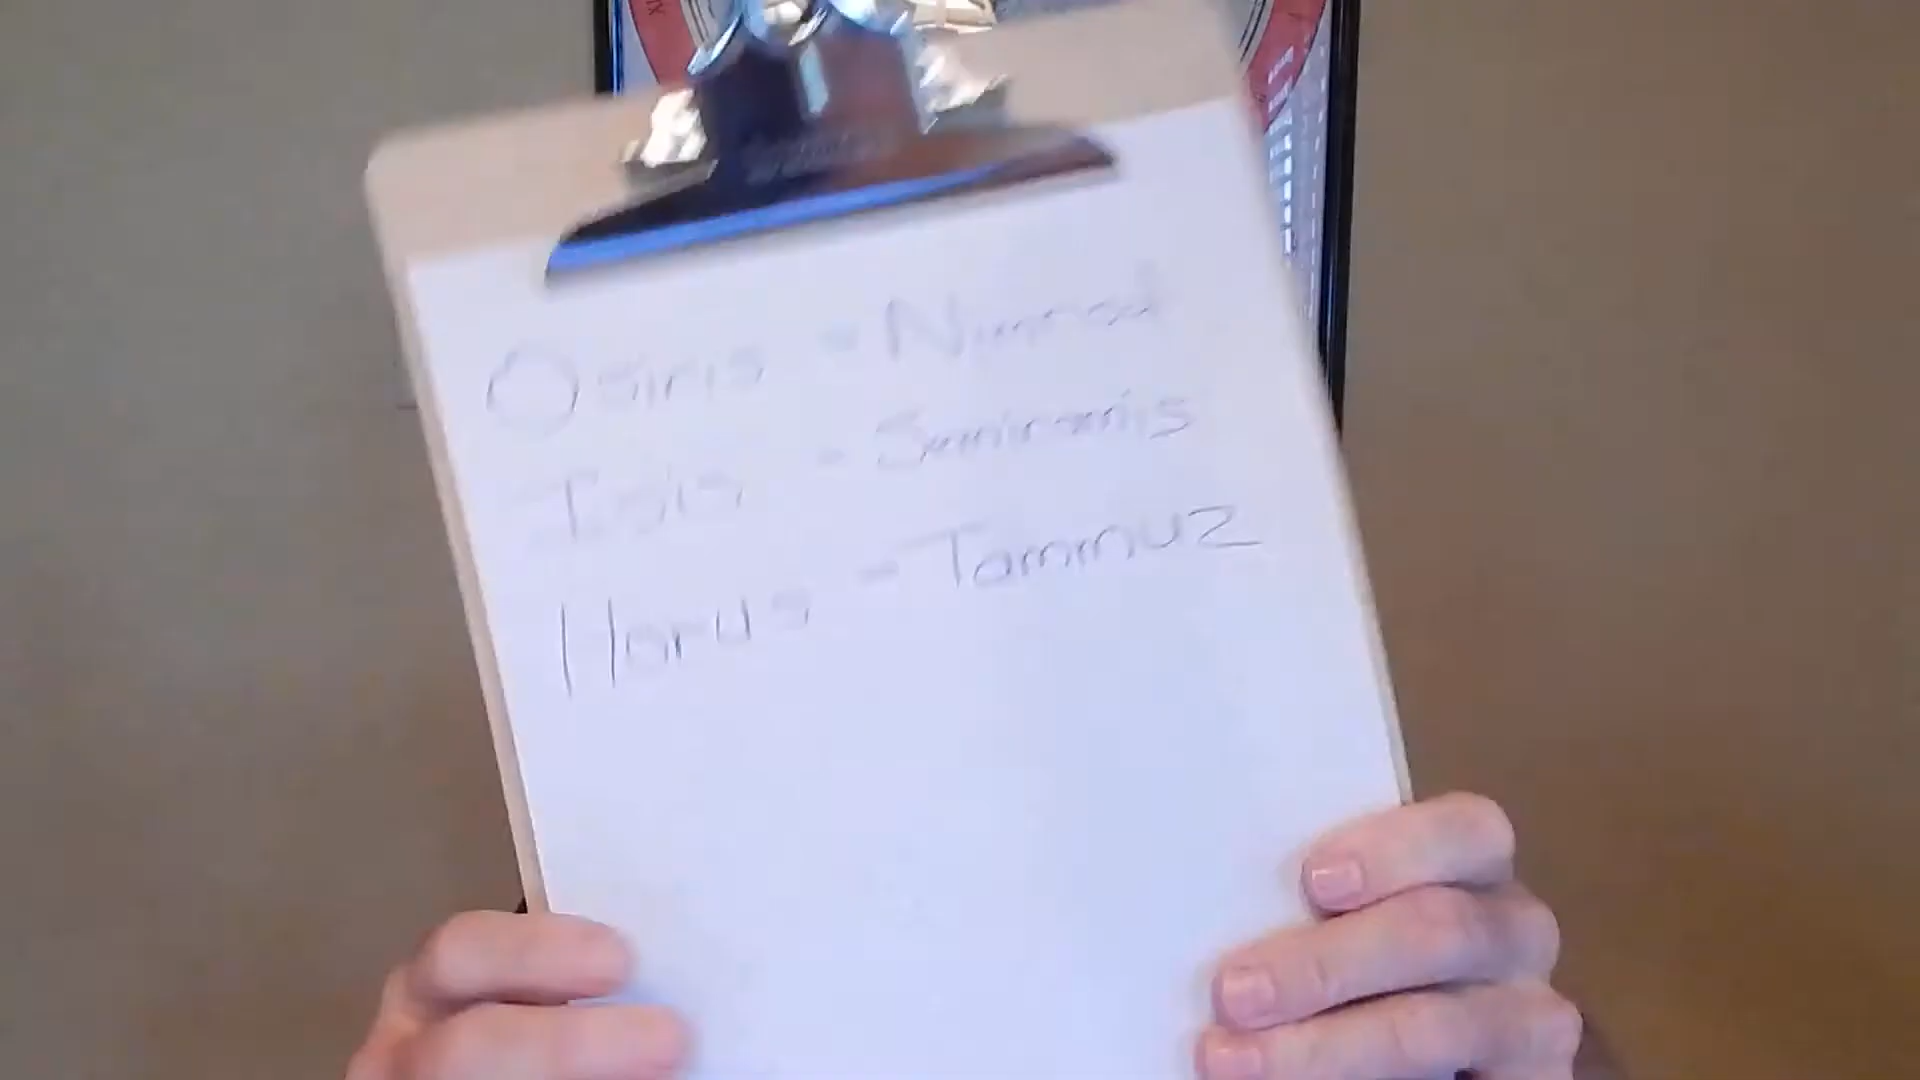 Osiris = Nimrod
Isis = Semiramis
Horus = Tammuz